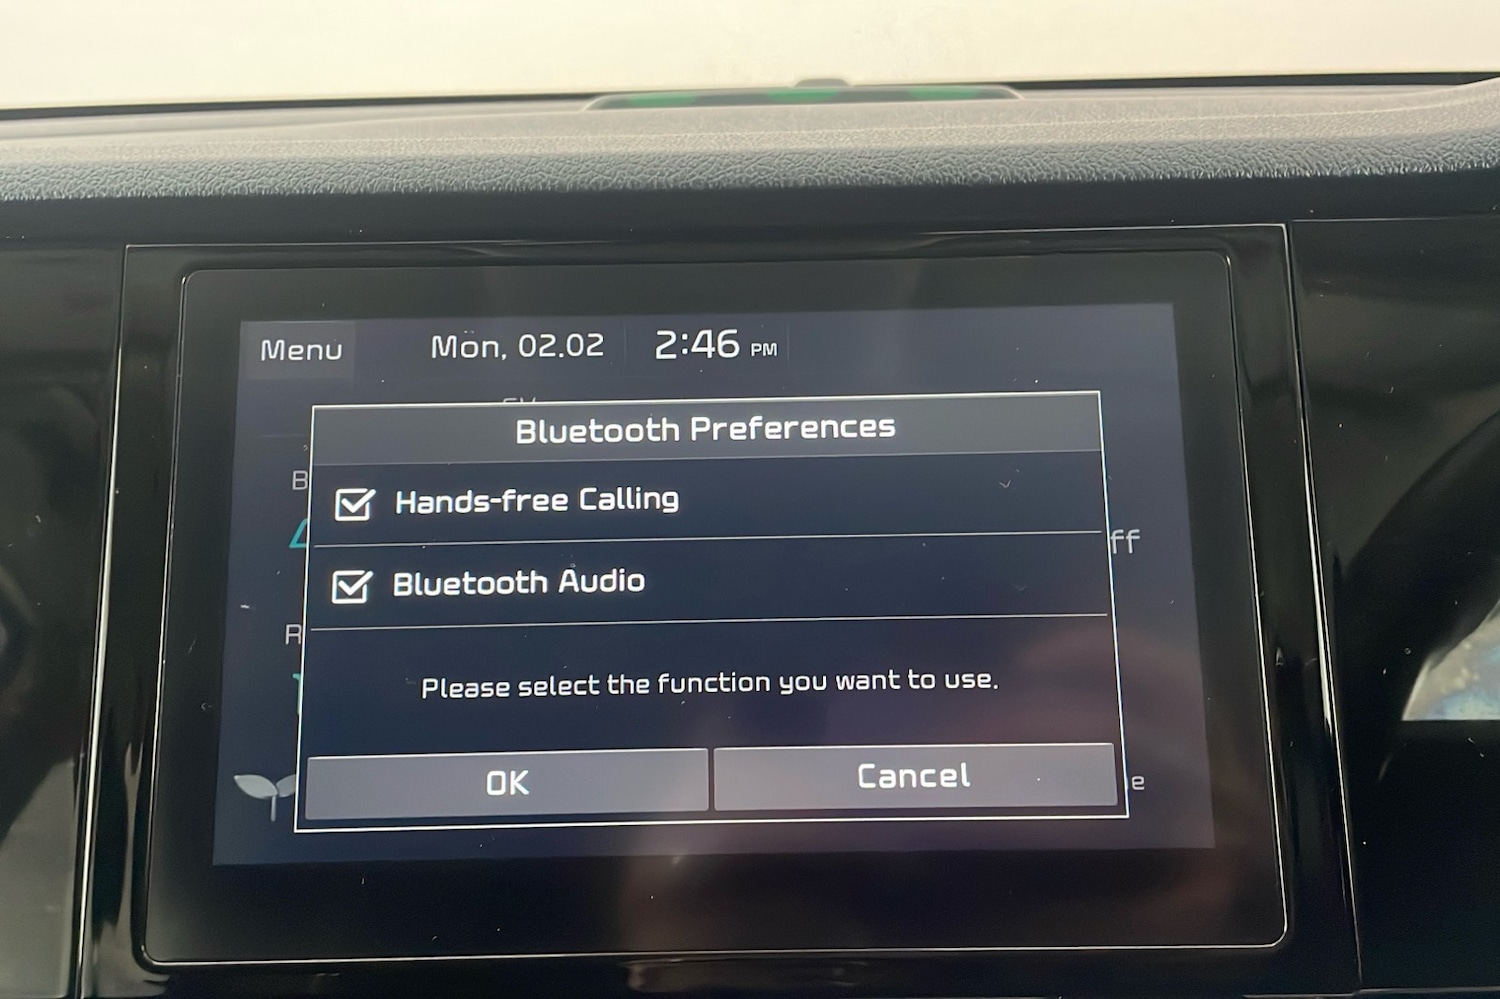 Menu
Mon, 02.02
2:46 PM
Bluetooth Preferences
Hands-free Calling
Bluetooth Audio
Please select the function you want to use.
OK
Cancel
B
ff
R
e